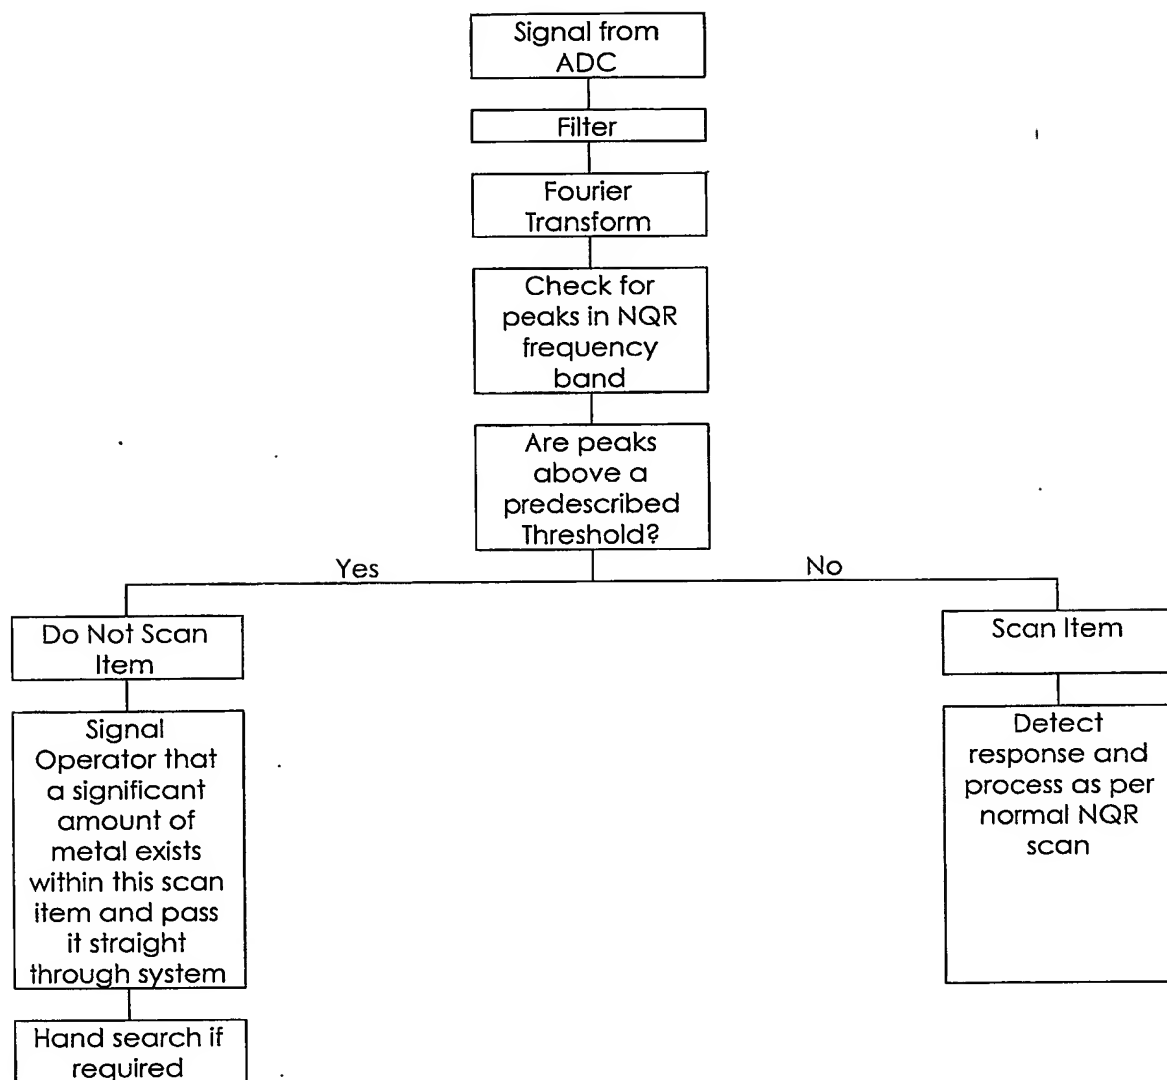 Signal from
ADC
Filter
Fourier
Transform
Check for
peaks in NQR
frequency
band
Are peaks
above a
predescribed
Threshold?
Yes
No
Do Not Scan
Item
Signal
Operator that
a significant
amount of
metal exists
within this scan
item and pass
it straight
through system
Hand search if
required
Scan Item
Detect
response and
process as per
normal NQR
scan